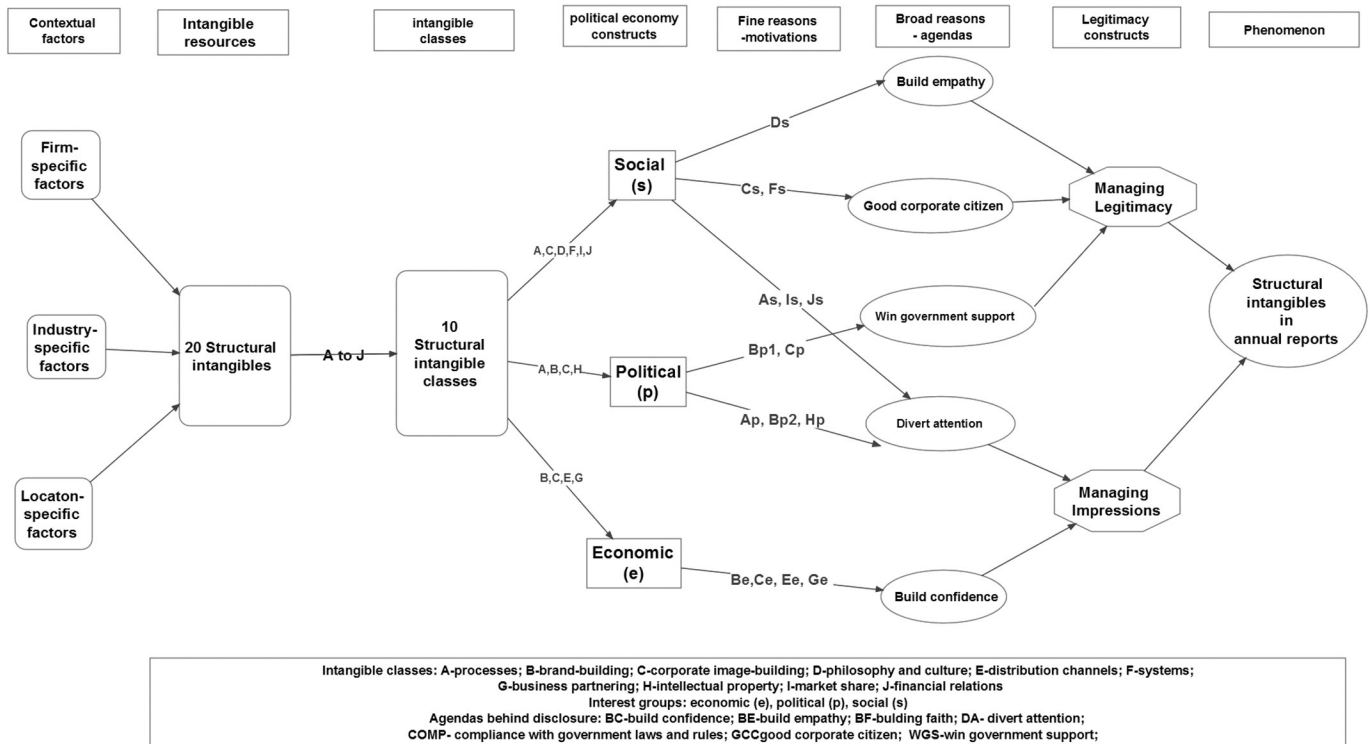 Contextual
factors
Intangible
resources
intangible
classes
political economy
constructs
Fine reasons
-motivations
Broad reasons
- agendas
Legitimacy
constructs
Phenomenon
Firm-
specific
factors
Industry-
specific
factors
Locaton-
specific
factors
20 Structural
intangibles
A to J
10
Structural
intangible
classes
A,C,D,F,I,J
A,B,C,H
B,C,E,G
Social
(s)
Political
(p)
Economic
(e)
Ds
Cs, Fs
As, Is, Js
Bp1, Cp
Ap, Bp2, Hp
Be,Ce, Ee, Ge
Build empathy
Good corporate citizen
Win government support
Divert attention
Build confidence
Managing
Legitimacy
Managing
Impressions
Structural
intangibles
in
annual reports
Intangible classes: A-processes; B-brand-building; C-corporate image-building; D-philosophy and culture; E-distribution channels; F-systems;
G-business partnering; H-intellectual property; I-market share; J-financial relations
Interest groups: economic (e), political (p), social (s)
Agendas behind disclosure: BC-build confidence; BE-build empathy; BF-bulding faith; DA- divert attention;
COMP- compliance with government laws and rules; GCCgood corporate citizen; WGS-win government support;